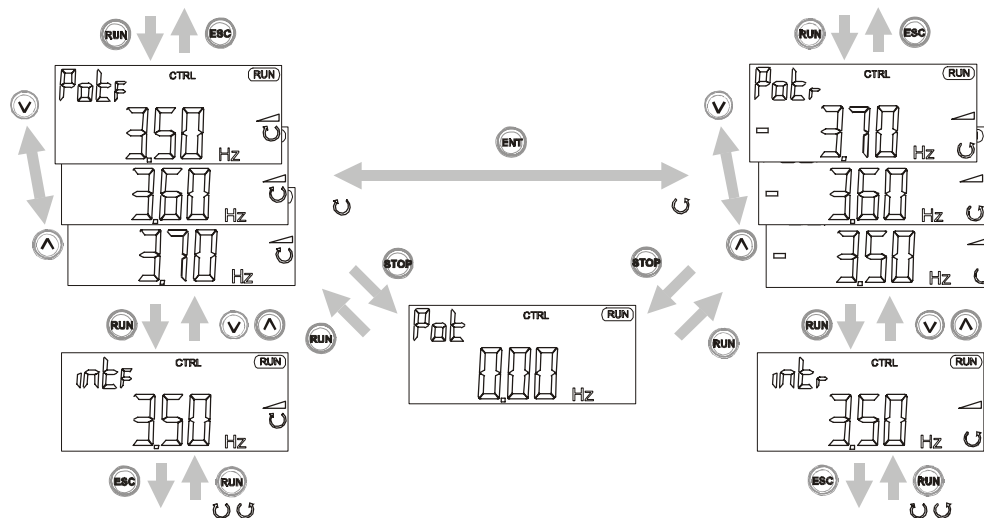 RUN ESC
RUN ESC
PotF CTRL RUN
3.50 Hz
3.60 Hz
3.70 Hz
Potr CTRL RUN
-3.70 Hz
-3.60 Hz
-3.50 Hz
ENT
STOP
STOP
RUN
RUN
Pot CTRL RUN
0.00 Hz
RUN
RUN
intF CTRL RUN
3.50 Hz
intr CTRL RUN
3.50 Hz
ESC RUN
ESC RUN